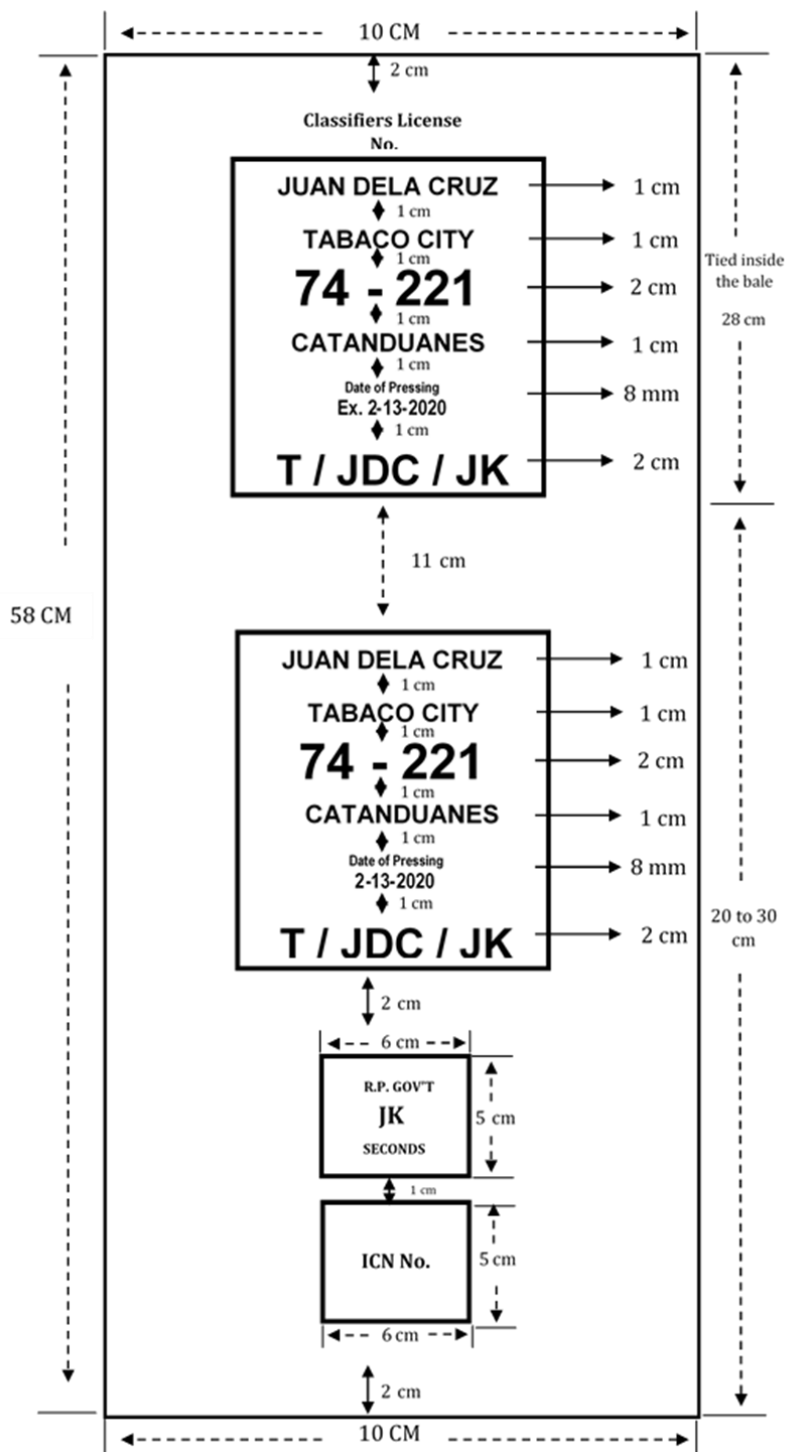 10 CM
2 cm
Classifiers License
No.
JUAN DELA CRUZ
1 cm
1 cm
TABACO CITY
1 cm
1 cm
74 - 221
2 cm
1 cm
CATANDUANES
1 cm
1 cm
Date of Pressing
Ex. 2-13-2020
8 mm
1 cm
T / JDC / JK
2 cm
Tied inside
the bale
28 cm
11 cm
58 CM
JUAN DELA CRUZ
1 cm
1 cm
TABACO CITY
1 cm
1 cm
74 - 221
2 cm
1 cm
CATANDUANES
1 cm
1 cm
Date of Pressing
2-13-2020
8 mm
1 cm
T / JDC / JK
2 cm
20 to 30
cm
2 cm
6 cm
R.P. GOV'T
JK
SECONDS
5 cm
1 cm
ICN No.
5 cm
6 cm
2 cm
10 CM